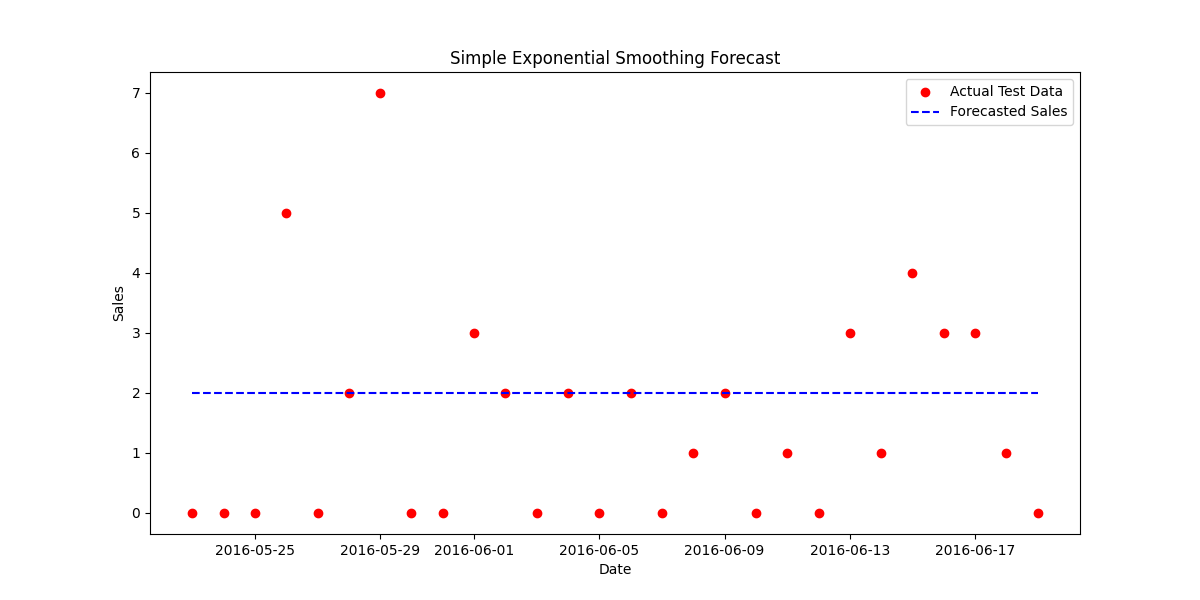 Simple Exponential Smoothing Forecast
Actual Test Data
Forecasted Sales
7
6
5
4
3
2
1
0
Sales
2016-05-25 2016-05-29 2016-06-01 2016-06-05 2016-06-09 2016-06-13 2016-06-17
Date